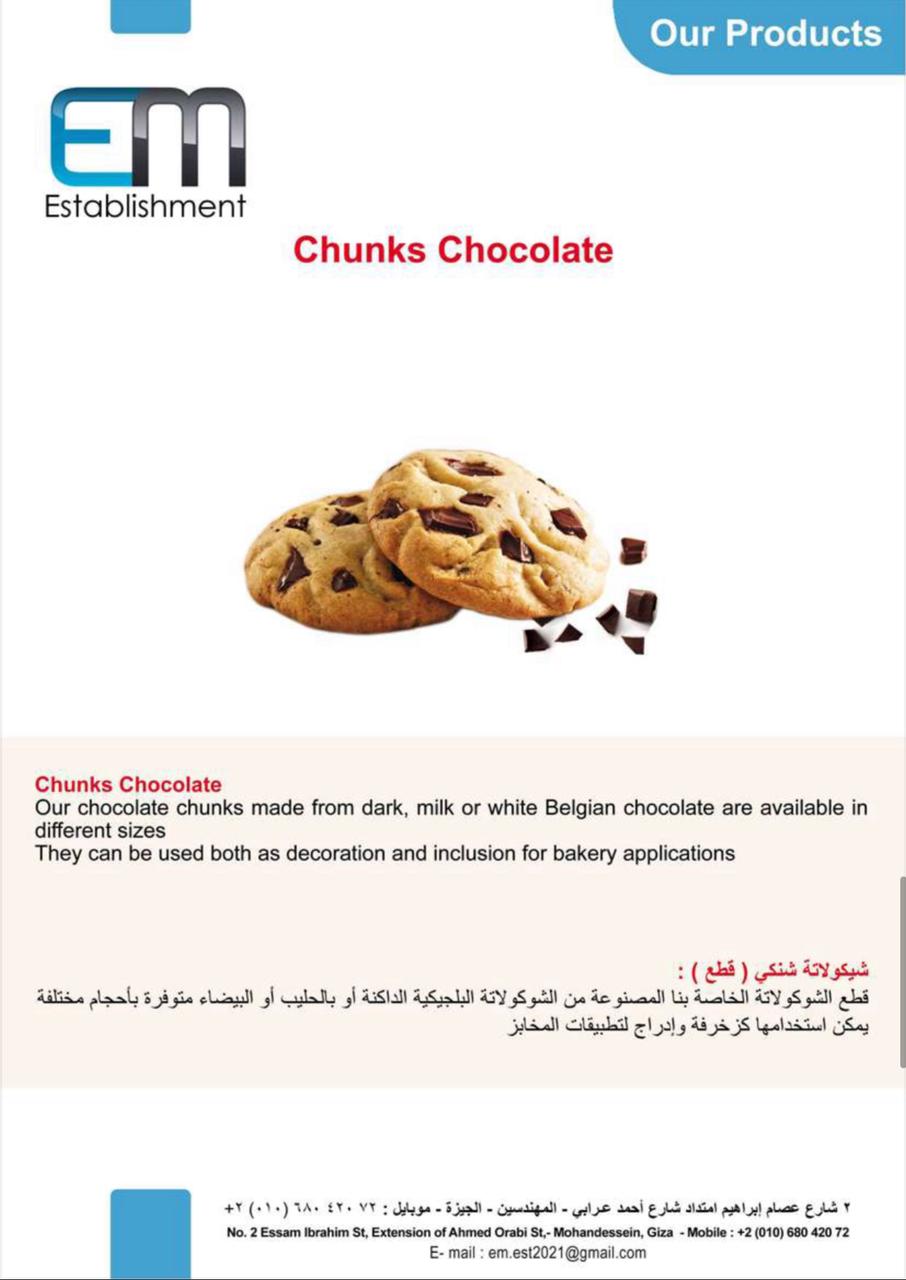 Our Products
EM
Establishment
Chunks Chocolate
Chunks Chocolate
Our chocolate chunks made from dark, milk or white Belgian chocolate are available in
different sizes
They can be used both as decoration and inclusion for bakery applications
شيكولاتة شنكي ( قطع ) :
قطع الشوكولاتة الخاصة بنا المصنوعة من الشوكولاتة البلجيكية الداكنة أو بالحليب أو البيضاء متوفرة بأحجام مختلفة
يمكن استخدامها كزخرفة وإدراج لتطبيقات المخابز
٢ شارع عصام إبراهيم امتداد شارع أحمد عرابي - المهندسين - الجيزة - موبايل : ٧٢ ٤٢٠ ٦٨٠ (٠١٠) ٢+
No. 2 Essam Ibrahim St, Extension of Ahmed Orabi St,- Mohandessein, Giza - Mobile : +2 (010) 680 420 72
E- mail : em.est2021@gmail.com